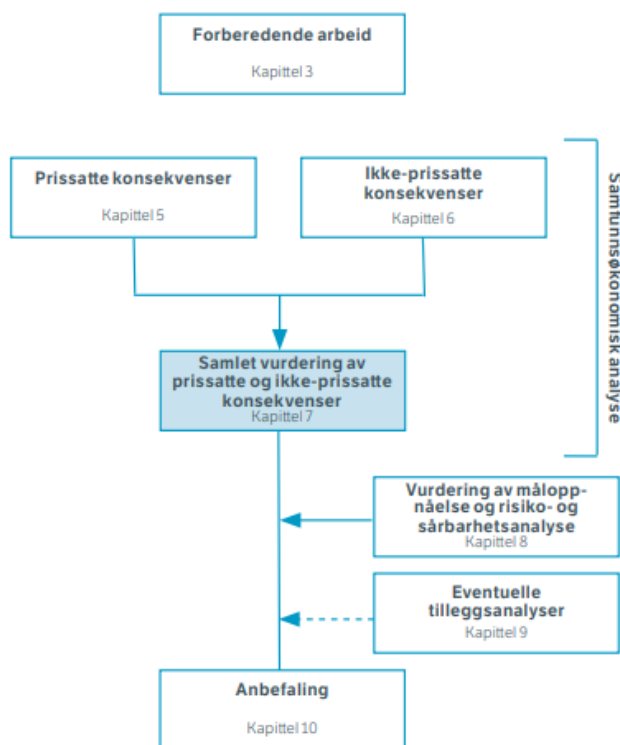 Forberedende arbeid
Kapittel 3
Prissatte konsekvenser
Kapittel 5
Ikke-prissatte
konsekvenser
Kapittel 6
Samfunnsøkonomisk analyse
Samlet vurdering av
prissatte og ikke-prissatte
konsekvenser
Kapittel 7
Vurdering av målopp-
nåelse og risiko- og
sårbarhetsanalyse
Kapittel 8
Eventuelle
tilleggsanalyser
Kapittel 9
Anbefaling
Kapittel 10